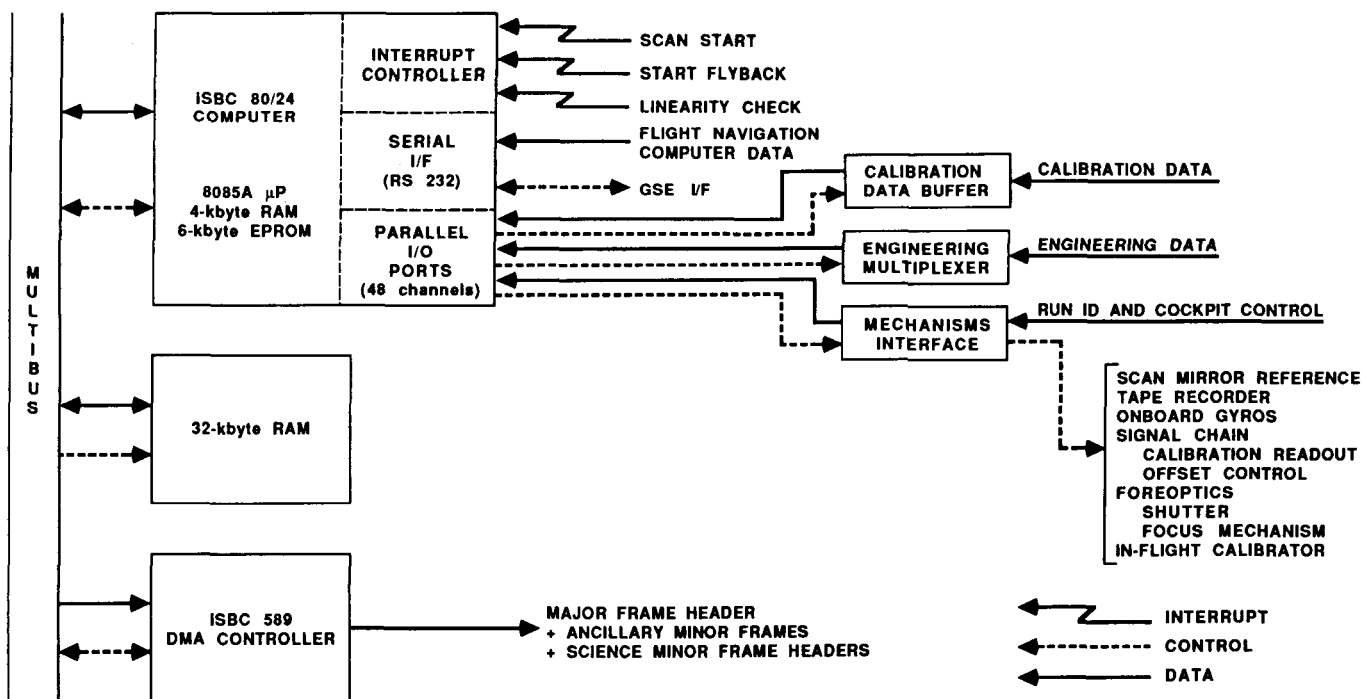 MULTIBUS
iSBC 80/24
COMPUTER
8085A μP
4-kbyte RAM
6-kbyte EPROM
INTERRUPT
CONTROLLER
SERIAL
I/F
(RS 232)
PARALLEL
I/O
PORTS
(48 channels)
SCAN START
START FLYBACK
LINEARITY CHECK
FLIGHT NAVIGATION
COMPUTER DATA
GSE I/F
CALIBRATION
DATA BUFFER
CALIBRATION DATA
ENGINEERING
MULTIPLEXER
ENGINEERING DATA
MECHANISMS
INTERFACE
RUN ID AND COCKPIT CONTROL
SCAN MIRROR REFERENCE
TAPE RECORDER
ONBOARD GYROS
SIGNAL CHAIN
CALIBRATION READOUT
OFFSET CONTROL
FOREOPTICS
SHUTTER
FOCUS MECHANISM
IN-FLIGHT CALIBRATOR
32-kbyte RAM
iSBC 589
DMA CONTROLLER
MAJOR FRAME HEADER
+ ANCILLARY MINOR FRAMES
+ SCIENCE MINOR FRAME HEADERS
INTERRUPT
CONTROL
DATA